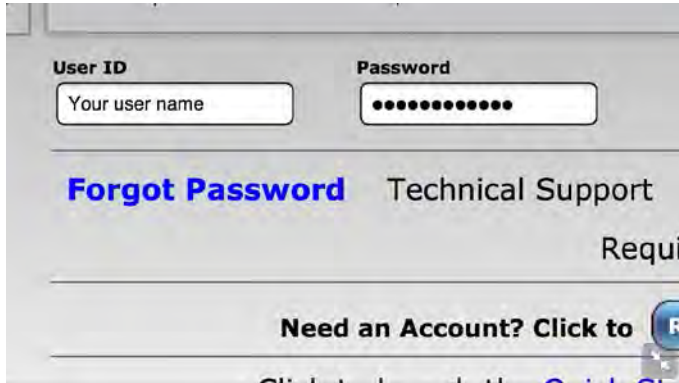 User ID Password
Your user name ●●●●●●●●●●●●
Forgot Password Technical Support
Need an Account? Click to